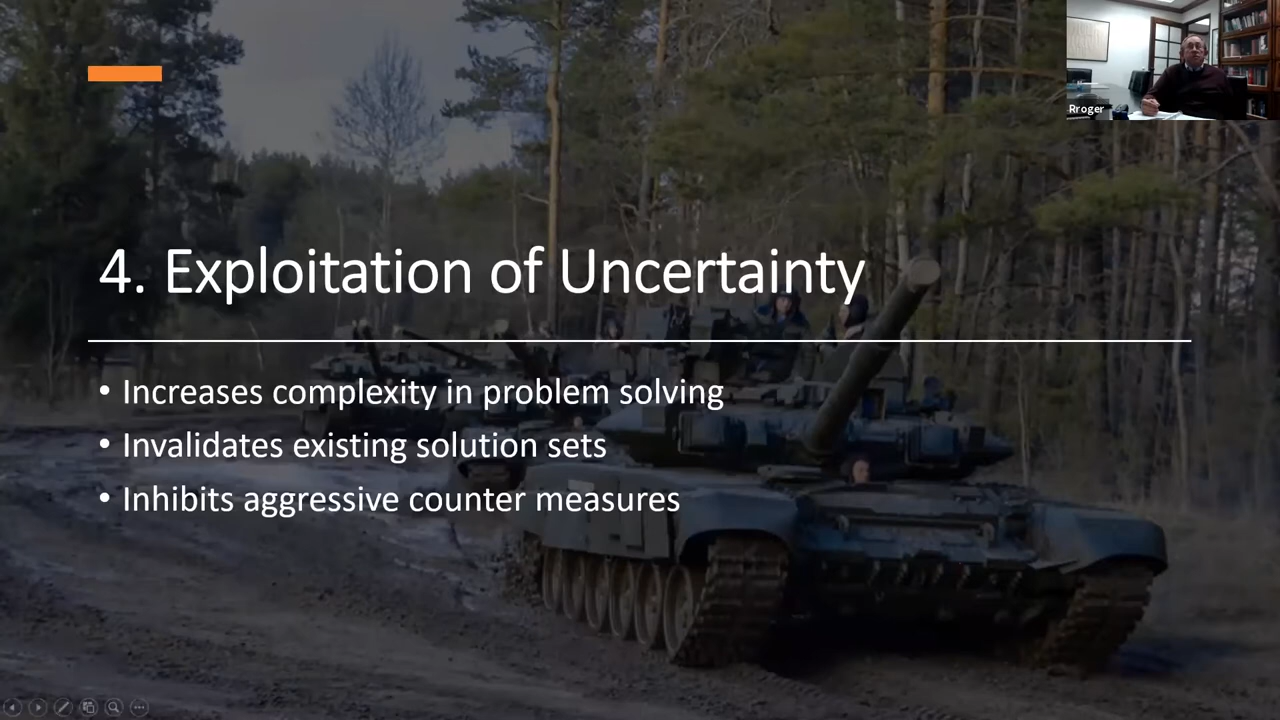 Rroger
4. Exploitation of Uncertainty
• Increases complexity in problem solving
• Invalidates existing solution sets
• Inhibits aggressive counter measures